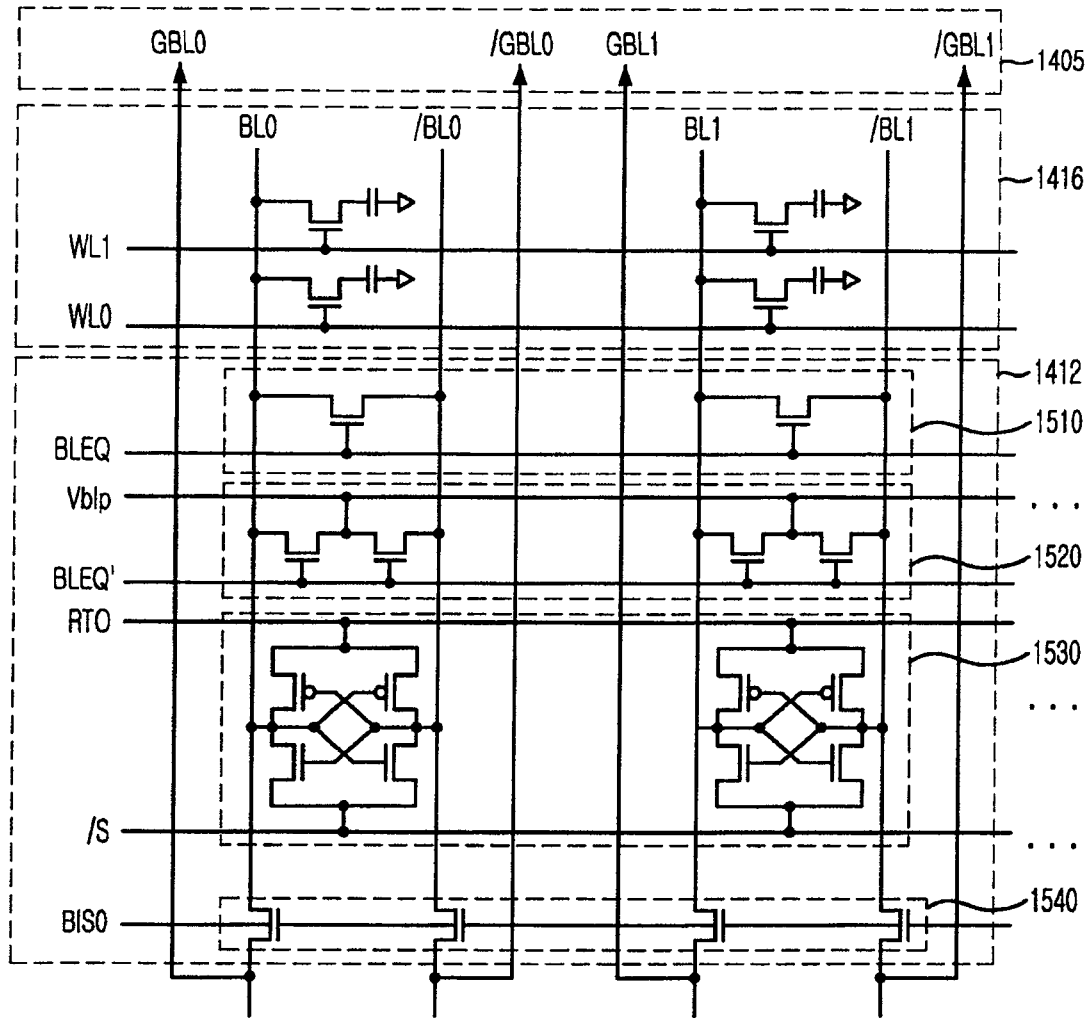 GBL0 /GBL0 GBL1 /GBL1
1405
BL0 /BL0 BL1 /BL1
1416
WL1
WL0
1412
1510
BLEQ
Vblp
. . .
1520
BLEQ'
RTO
1530
. . .
/S
. . .
1540
BIS0